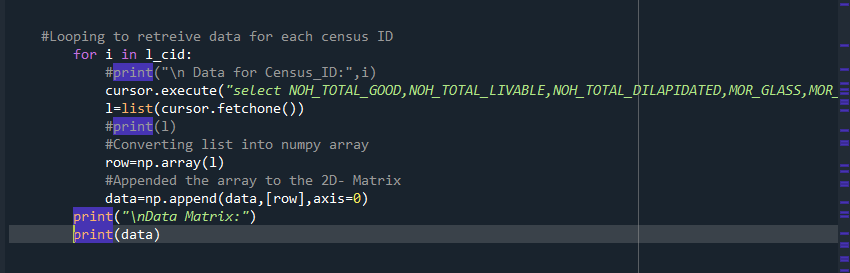 #Looping to retreive data for each census ID
for i in l_cid:
#print("\n Data for Census_ID:",i)
cursor.execute("select NOH_TOTAL_GOOD,NOH_TOTAL_LIVABLE,NOH_TOTAL_DILAPIDATED,MOR_GLASS,MOR_
l=list(cursor.fetchone())
#print(l)
#Converting list into numpy array
row=np.array(l)
#Appended the array to the 2D- Matrix
data=np.append(data,[row],axis=0)
print("\nData Matrix:")
print(data)